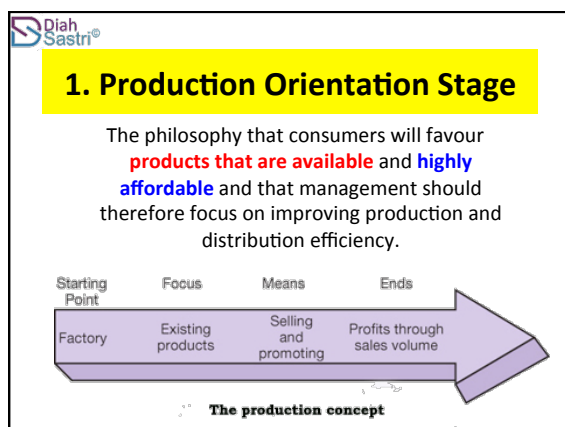 Diah
Sastri©
1. Production Orientation Stage
The philosophy that consumers will favour
products that are available and highly
affordable and that management should
therefore focus on improving production and
distribution efficiency.
Starting Point
Focus
Means
Ends
Factory
Existing products
Selling and promoting
Profits through sales volume
The production concept